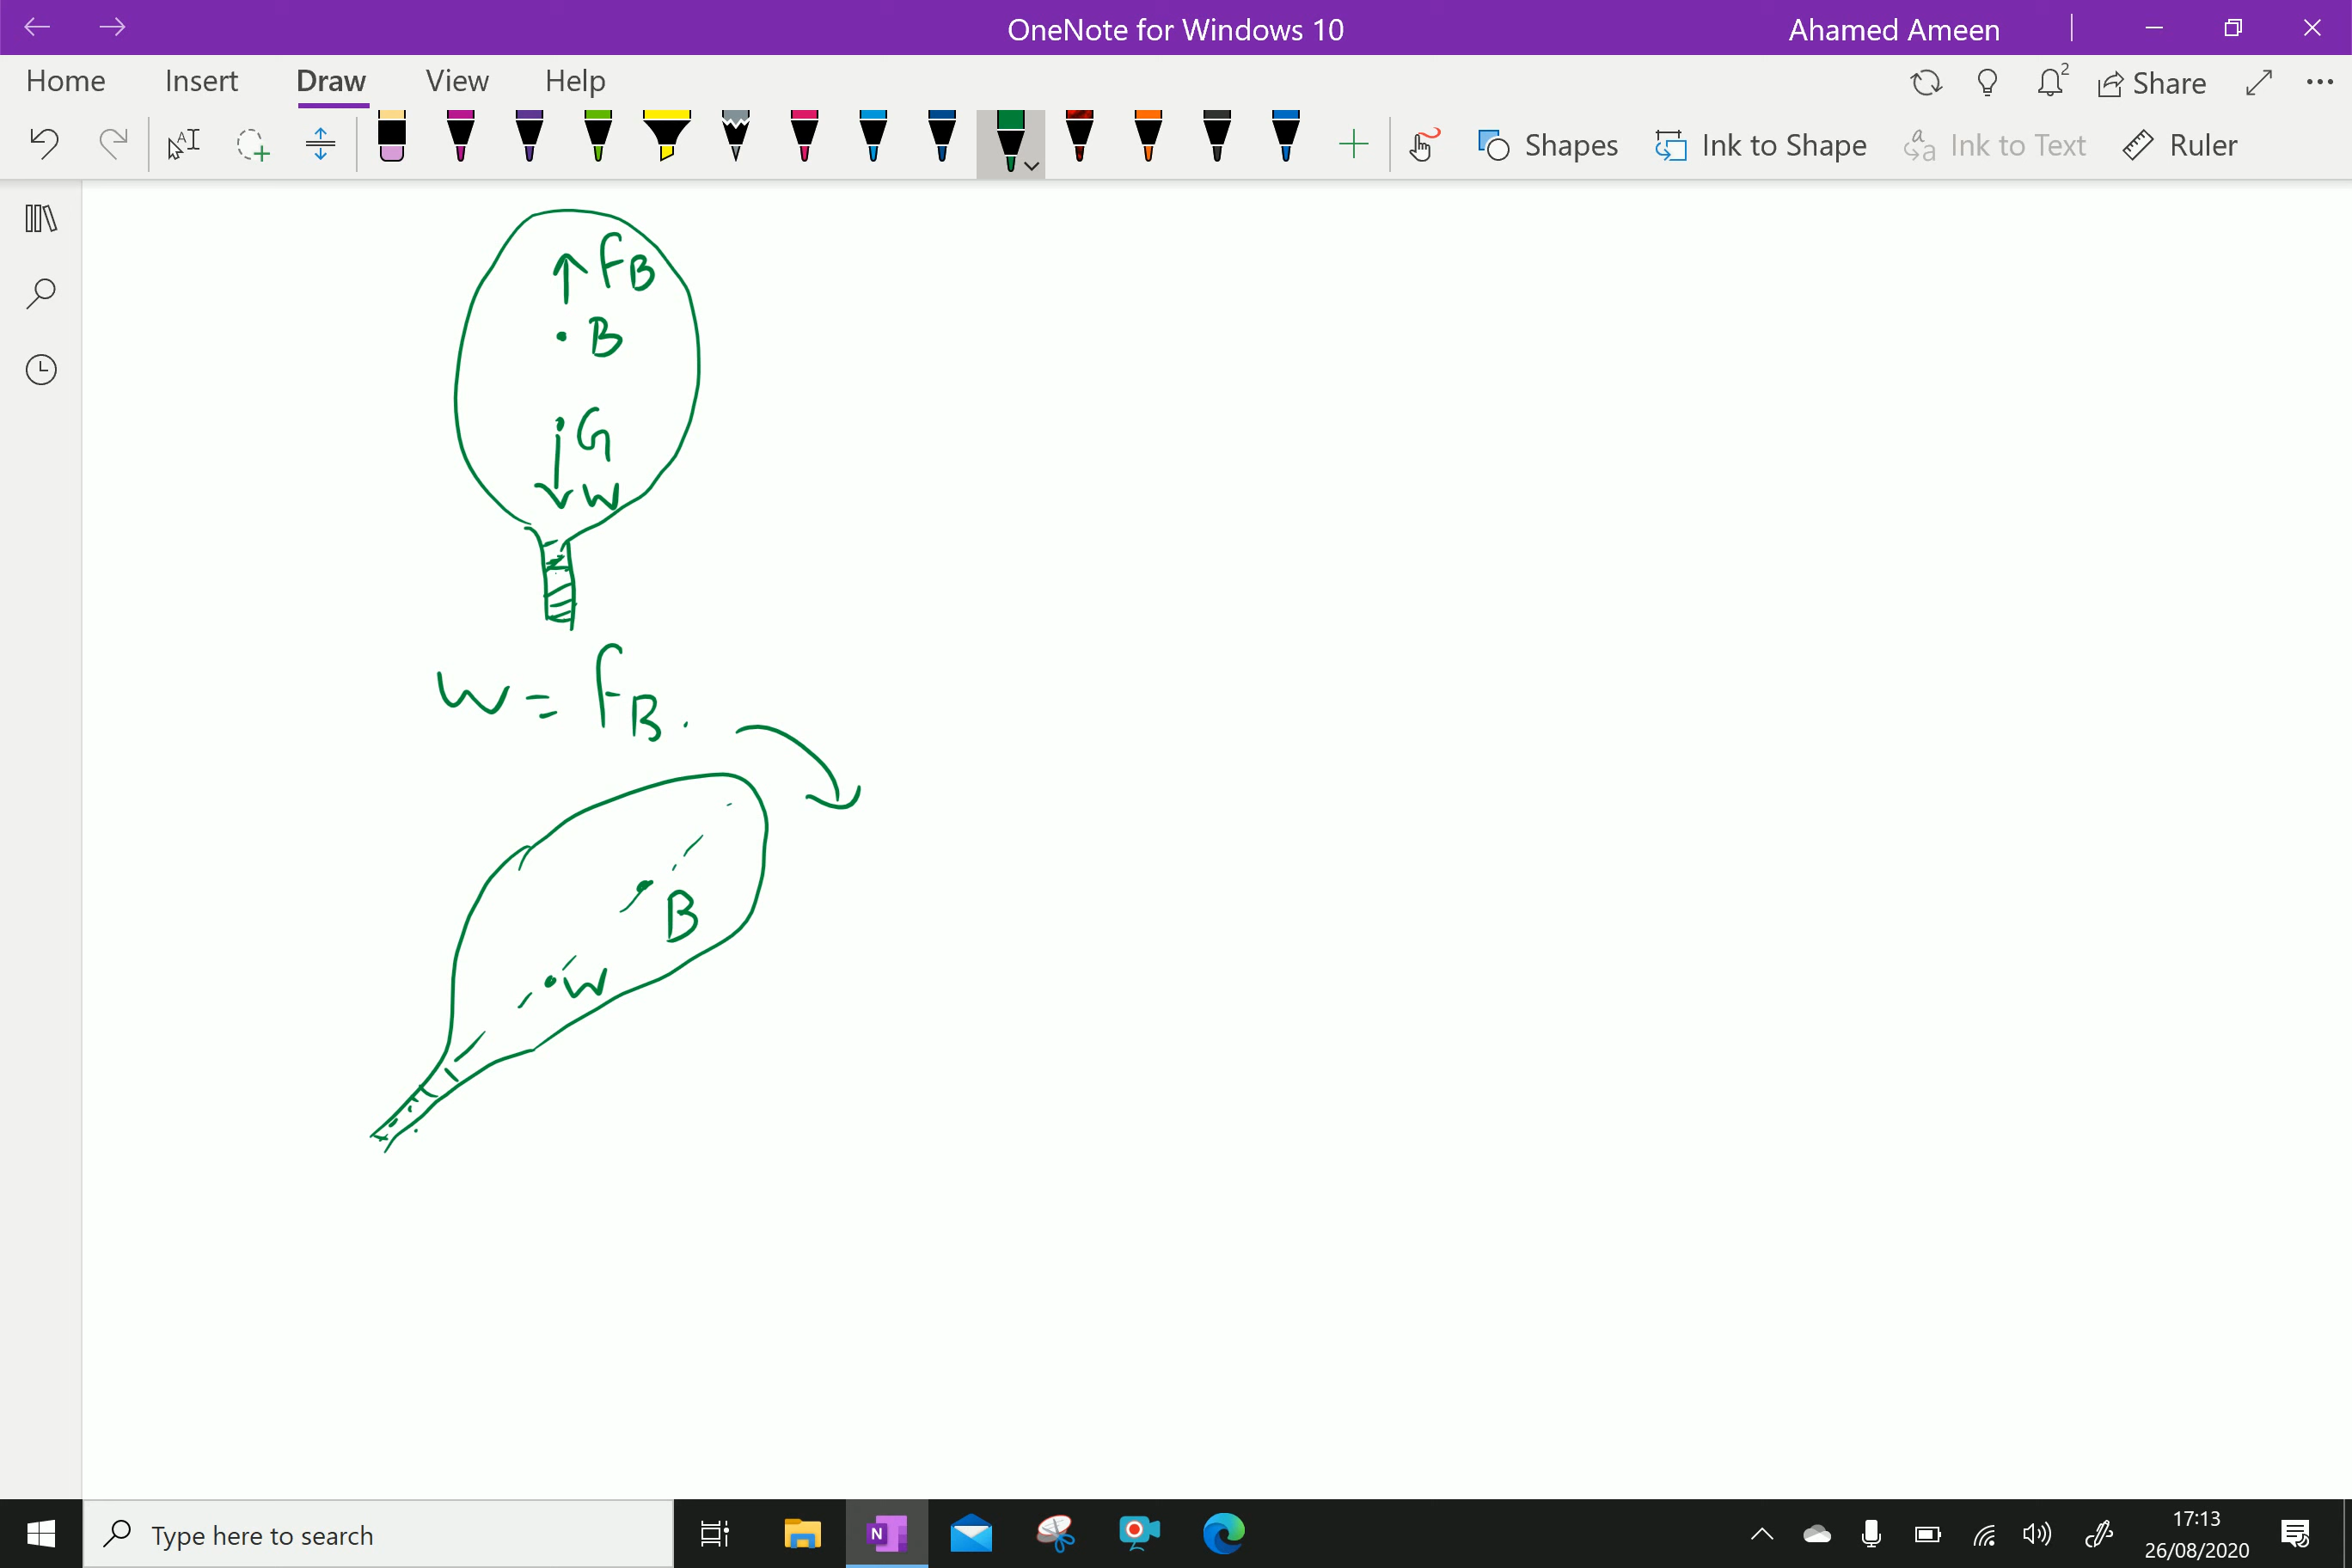 OneNote for Windows 10
Ahamed Ameen
Home Insert Draw View Help
2 Share
Shapes Ink to Shape Ink to Text Ruler
FB
B
G
W
W = FB.
B
W
Type here to search
17:13
26/08/2020